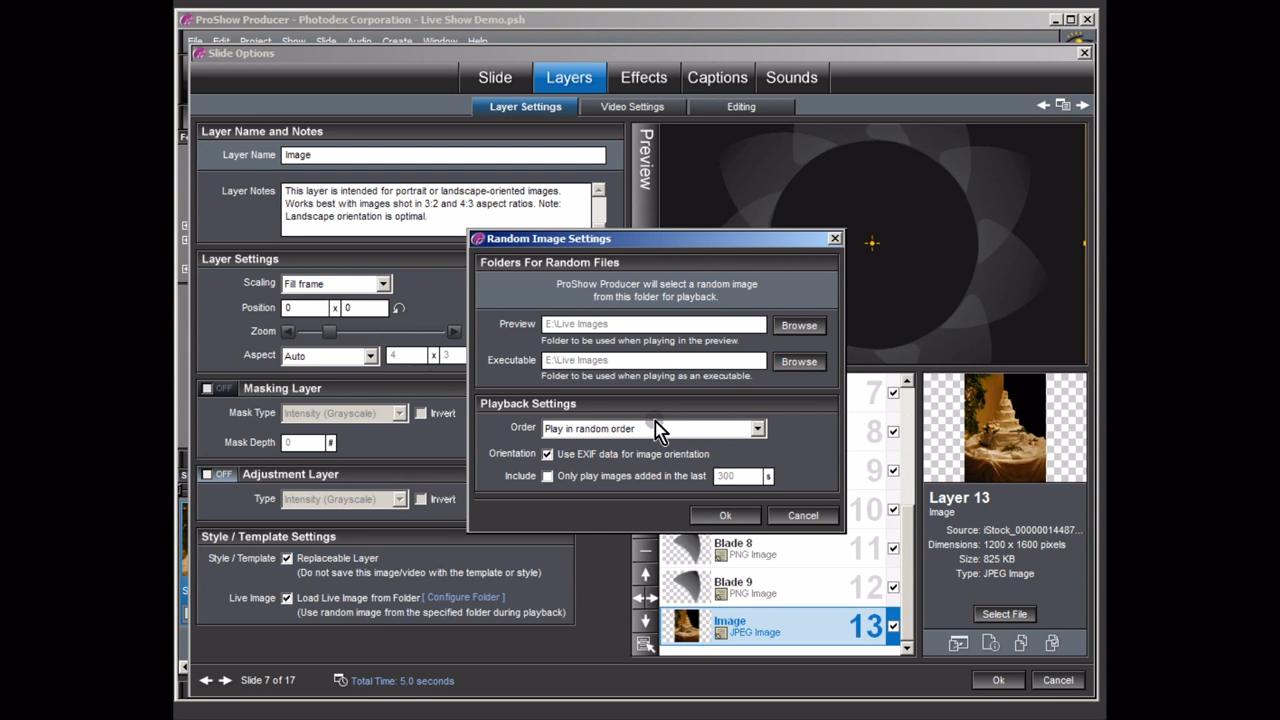 ProShow Producer - Photodex Corporation - Live Show Demo.psh
File Edit Project Show Slide Audio Create Window Help
Slide Options
Slide Layers Effects Captions Sounds
Layer Settings Video Settings Editing
Layer Name and Notes
Layer Name Image
Layer Notes This layer is intended for portrait or landscape-oriented images.
Works best with images shot in 3:2 and 4:3 aspect ratios. Note:
Landscape orientation is optimal.
Layer Settings
Scaling Fill frame
Position 0 x 0
Zoom
Aspect Auto 4 x 3
OFF Masking Layer
Mask Type Intensity (Grayscale) Invert
Mask Depth 0 #
OFF Adjustment Layer
Type Intensity (Grayscale) Invert
Style / Template Settings
Style / Template Replaceable Layer
(Do not save this image/video with the template or style)
Live Image Load Live Image from Folder [ Configure Folder ]
(Use random image from the specified folder during playback)
Preview
Random Image Settings
Folders For Random Files
ProShow Producer will select a random image
from this folder for playback.
Preview E:\Live Images Browse
Folder to be used when playing in the preview.
Executable E:\Live Images Browse
Folder to be used when playing as an executable.
Playback Settings
Order Play in random order
Orientation Use EXIF data for image orientation
Include Only play images added in the last 300 s
Ok Cancel
7
8
9
10
Blade 8
PNG Image
11
Blade 9
PNG Image
12
Image
JPEG Image
13
Layer 13
Image
Source: iStock_00000014487...
Dimensions: 1200 x 1600 pixels
Size: 825 KB
Type: JPEG Image
Select File
Slide 7 of 17 Total Time: 5.0 seconds
Ok Cancel